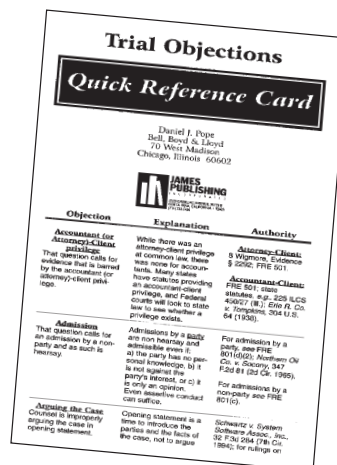 Trial Objections
Quick Reference Card
Daniel J. Pope
Bell, Boyd & Lloyd
70 West Madison
Chicago, Illinois 60602
JAMES
PUBLISHING
Objection
Explanation
Authority
Accountant (or
Attorney)-Client
privilege
That question calls for
evidence that is barred
by the accountant (or
attorney)-client privi-
lege.
While there was an
attorney-client privilege
at common law, there
was none for accoun-
tants. Many states
have statutes providing
an accountant-client
privilege, and Federal
courts will look to state
law to see whether a
privilege exists.
Attorney-Client:
8 Wigmore, Evidence
§ 2292; FRE 501.
Accountant-Client:
FRE 501; state
statutes, e.g., 225 ILCS
450/27 (Ill.); Erie R. Co.
v. Tompkins, 304 U.S.
64 (1938).
Admission
That question calls for
an admission by a non-
party and as such is
hearsay.
Admissions by a party
are non hearsay and
admissible even if:
a) the party has no per-
sonal knowledge, b) it
is not against the
party's interest, or c) it
is only an opinion.
Even assertive conduct
can suffice.
For admission by a
party, see FRE
801(d)(2); Northern Oil
Co. v. Socony, 347
F.2d 81 (2d Cir. 1965).
For admissions by a
non-party see FRE
801(c).
Arguing the Case
Counsel is improperly
arguing the case in
opening statement.
Opening statement is a
time to introduce the
parties and the facts of
the case, not to argue
Schwartz v. System
Software Assoc., Inc.,
32 F.3d 284 (7th Cir.
1994); for rulings on